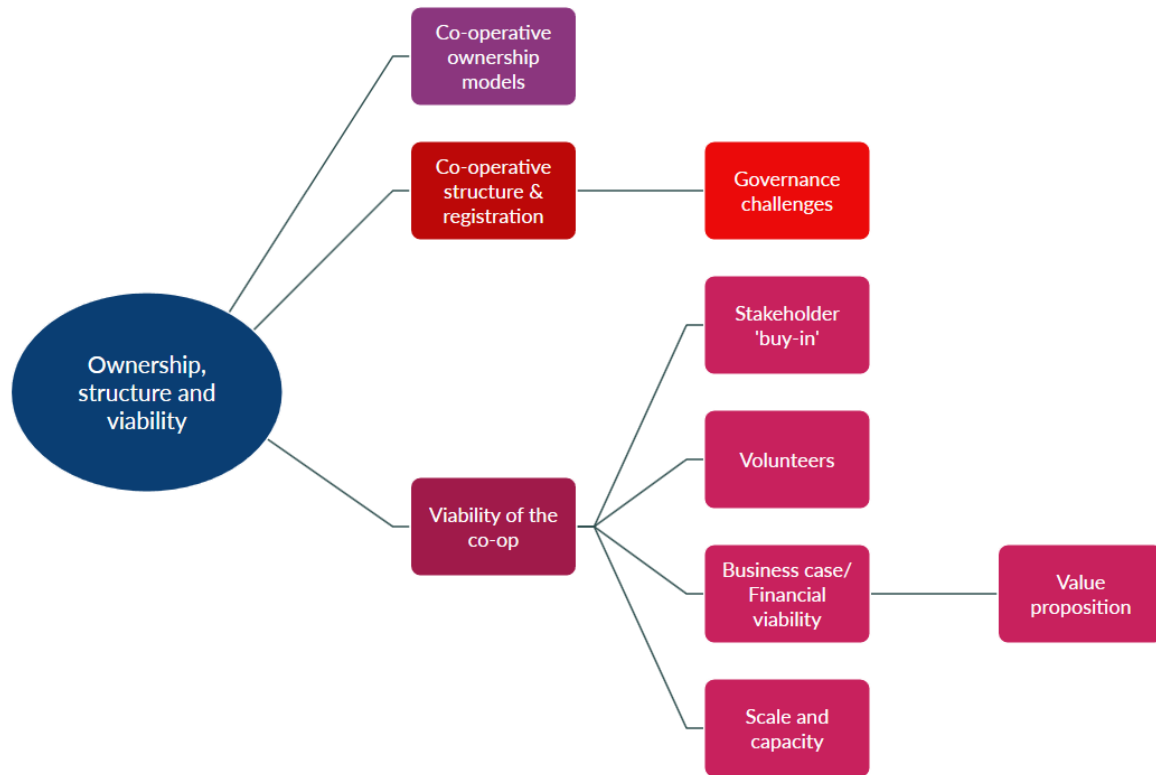 Co-operative
ownership
models
Co-operative
structure &
registration
Governance
challenges
Stakeholder
'buy-in'
Ownership,
structure and
viability
Volunteers
Viability of the
co-op
Business case/
Financial
viability
Value
proposition
Scale and
capacity